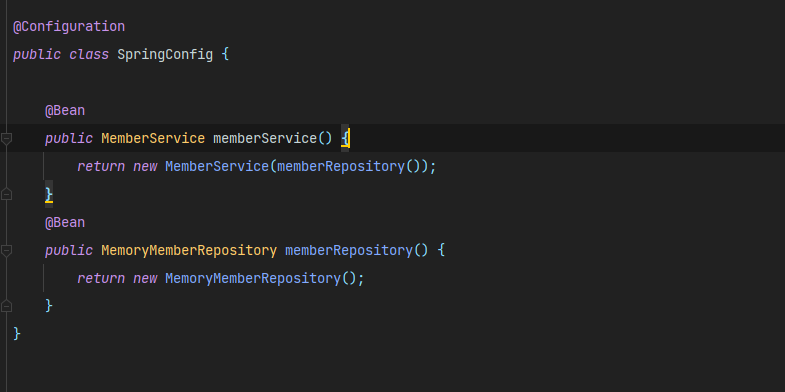 @Configuration
public class SpringConfig {
@Bean
public MemberService memberService() {
return new MemberService(memberRepository());
}
@Bean
public MemoryMemberRepository memberRepository() {
return new MemoryMemberRepository();
}
}